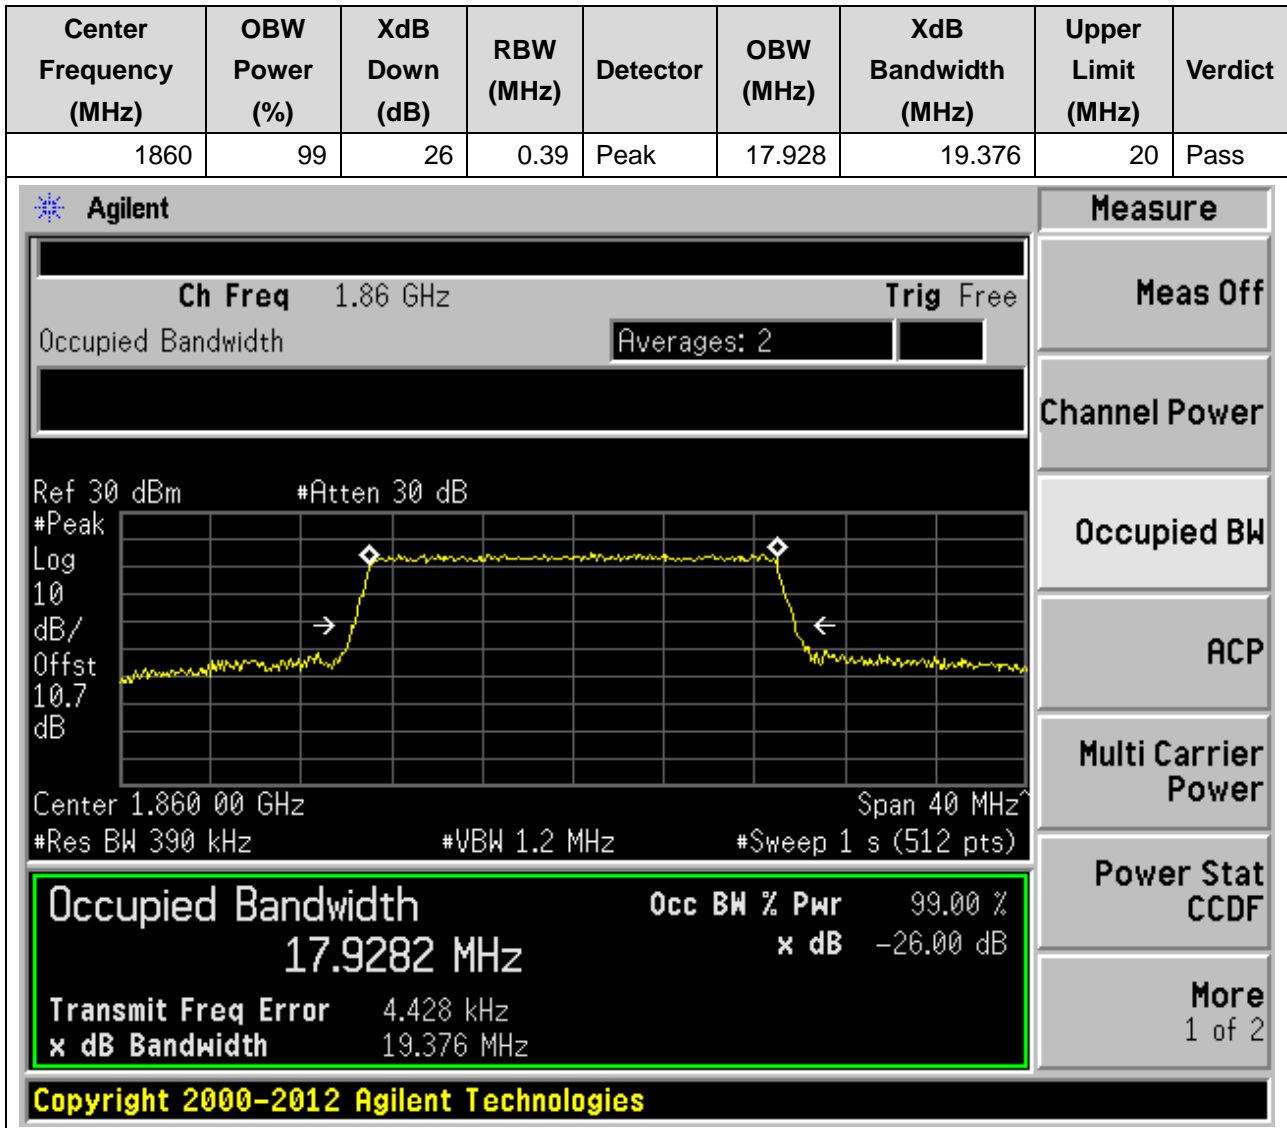 Center Frequency (MHz) OBW Power (%) XdB Down (dB) RBW (MHz) Detector OBW (MHz) XdB Bandwidth (MHz) Upper Limit (MHz) Verdict
1860 99 26 0.39 Peak 17.928 19.376 20 Pass
Agilent
Measure
Ch Freq 1.86 GHz Trig Free
Meas Off
Occupied Bandwidth Averages: 2
Channel Power
Ref 30 dBm #Atten 30 dB
#Peak
Log
10
dB/
Offst
10.7
dB
Occupied BW
ACP
Multi Carrier
Power
Center 1.860 00 GHz Span 40 MHz^
#Res BW 390 kHz #VBW 1.2 MHz #Sweep 1 s (512 pts)
Power Stat
CCDF
Occupied Bandwidth Occ BW % Pwr 99.00 %
17.9282 MHz x dB -26.00 dB
More
1 of 2
Transmit Freq Error 4.428 kHz
x dB Bandwidth 19.376 MHz
Copyright 2000-2012 Agilent Technologies